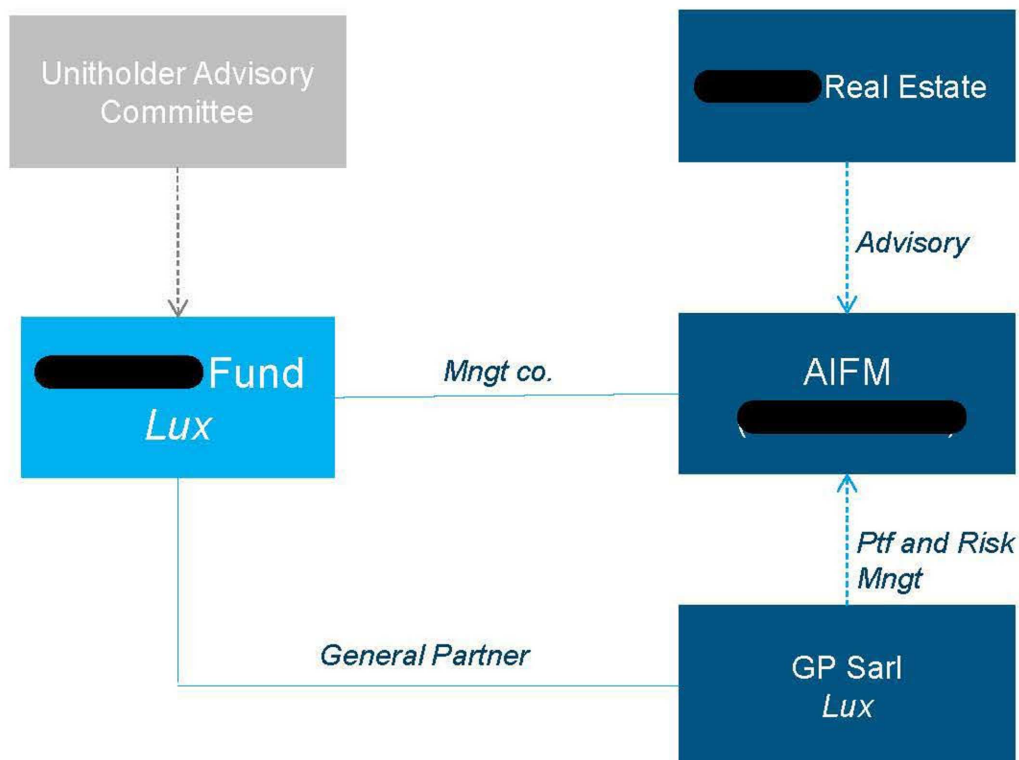 Unitholder Advisory
Committee
Real Estate
Advisory
Fund
Lux
Mngt co.
AIFM
Ptf and Risk
Mngt
General Partner
GP Sarl
Lux